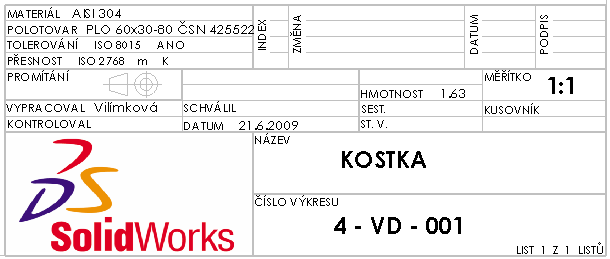 MATERIÁL AISI 304
POLOTOVAR PLO 60x30-80 ČSN 425522
TOLEROVÁNÍ ISO 8015 ANO
PŘESNOST ISO 2768 m K
INDEX
ZMĚNA
DATUM
PODPIS
PROMÍTÁNÍ
HMOTNOST 1.63
MĚŘÍTKO 1:1
VYPRACOVAL Vilímková
SCHVÁLIL
SEST.
KUSOVNÍK
KONTROLOVAL
DATUM 21.6.2009
ST. V.
NÁZEV
KOSTKA
SolidWorks
ČÍSLO VÝKRESU
4 - VD - 001
LIST 1 Z 1 LISTŮ